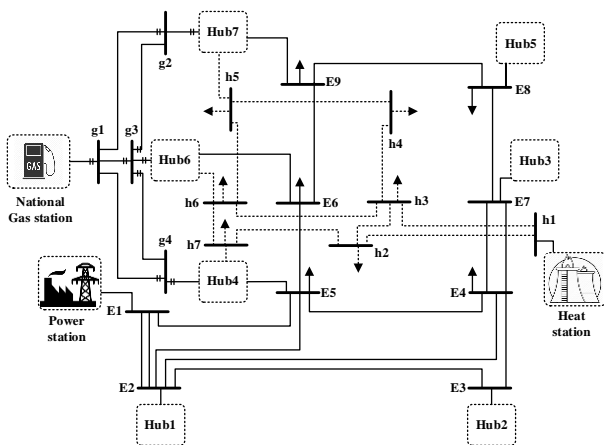 Hub7
Hub5
g2
E9
h5
E8
g1
g3
h4
GAS
Hub6
Hub3
National
Gas station
E6
h3
E7
h6
h1
g4
h7
h2
Hub4
E5
E4
Power
station
E1
Heat
station
E2
E3
Hub1
Hub2